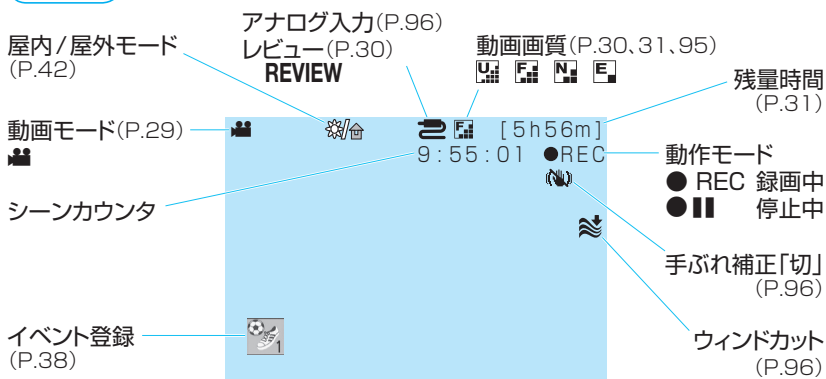 アナログ入力(P.96)
レビュー(P.30)
REVIEW
動画画質(P.30、31、95)
U F N E
屋内/屋外モード
(P.42)
残量時間
(P.31)
動画モード(P.29)
F [5h56m]
9:55:01 ●REC
動作モード
● REC 録画中
●▮▮ 停止中
シーンカウンタ
手ぶれ補正「切」
(P.96)
イベント登録
(P.38)
1
ウィンドカット
(P.96)